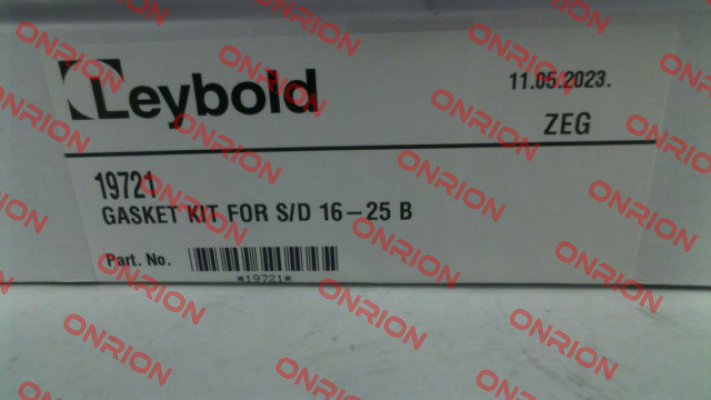 Leybold
11.05.2023.
ZEG
19721
GASKET KIT FOR S/D 16-25 B
Part. No.
*19721*
ONRION